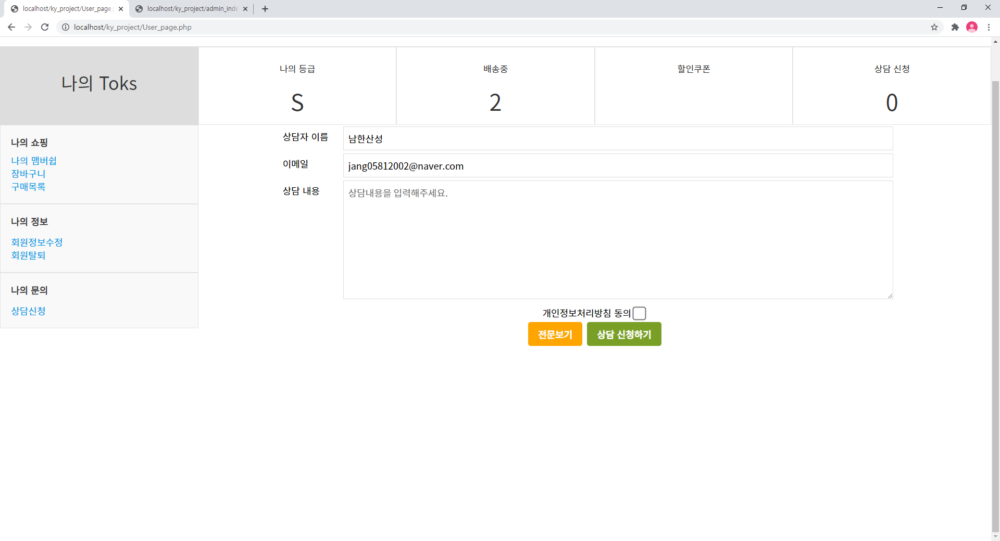 localhost/ky_project/User_page.
localhost/ky_project/admin_inde
localhost/ky_project/User_page.php
나의 Toks
나의 등급
S
배송중
2
할인쿠폰
상담 신청
0
나의 쇼핑
나의 맴버쉽
장바구니
구매목록
나의 정보
회원정보수정
회원탈퇴
나의 문의
상담신청
상담자 이름
남한산성
이메일
jang05812002@naver.com
상담 내용
상담내용을 입력해주세요.
개인정보처리방침 동의
전문보기
상담 신청하기